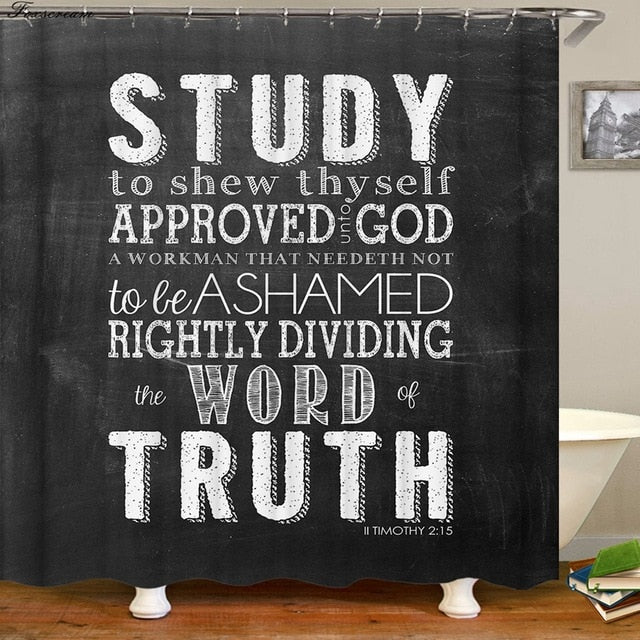 Fixscream
STUDY
to shew thyself
APPROVED unto GOD
A WORKMAN THAT NEEDETH NOT
to be ASHAMED
RIGHTLY DIVIDING
the WORD of
TRUTH
II TIMOTHY 2:15